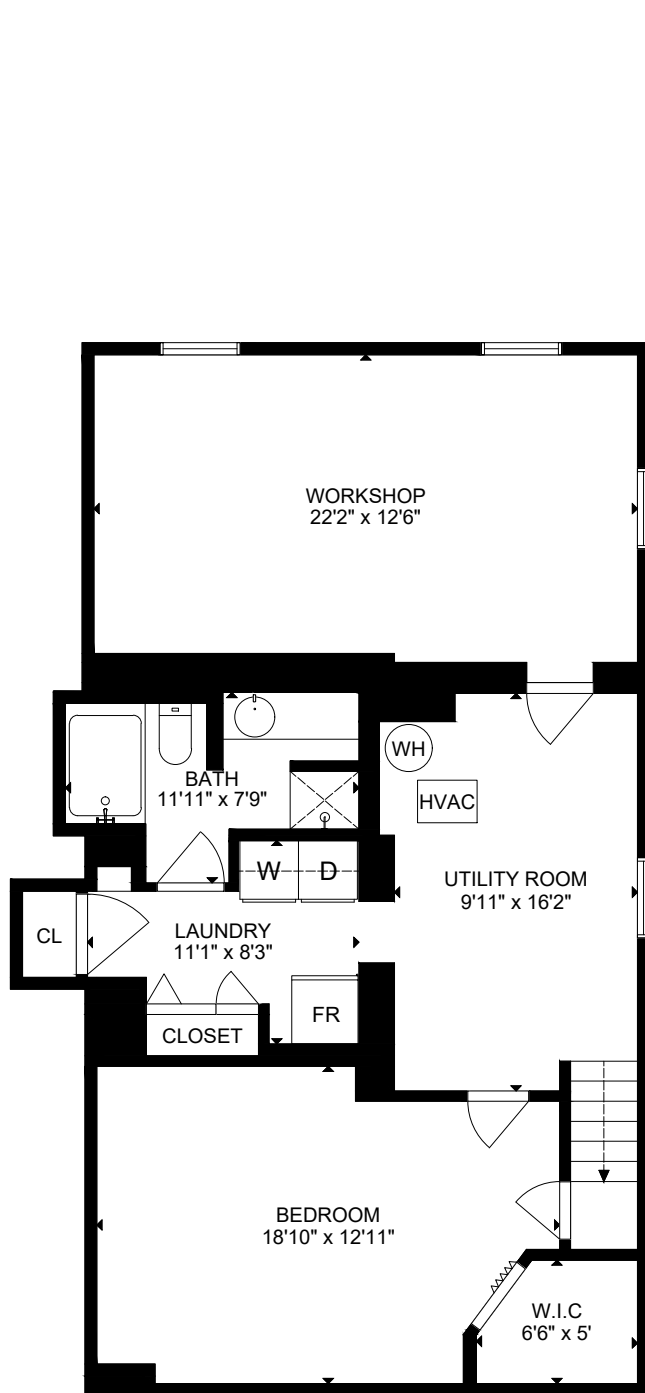 WORKSHOP
22'2" x 12'6"
WH
BATH
11'11" x 7'9"
HVAC
W
D
UTILITY ROOM
9'11" x 16'2"
CL
LAUNDRY
11'1" x 8'3"
FR
CLOSET
BEDROOM
18'10" x 12'11"
W.I.C
6'6" x 5'